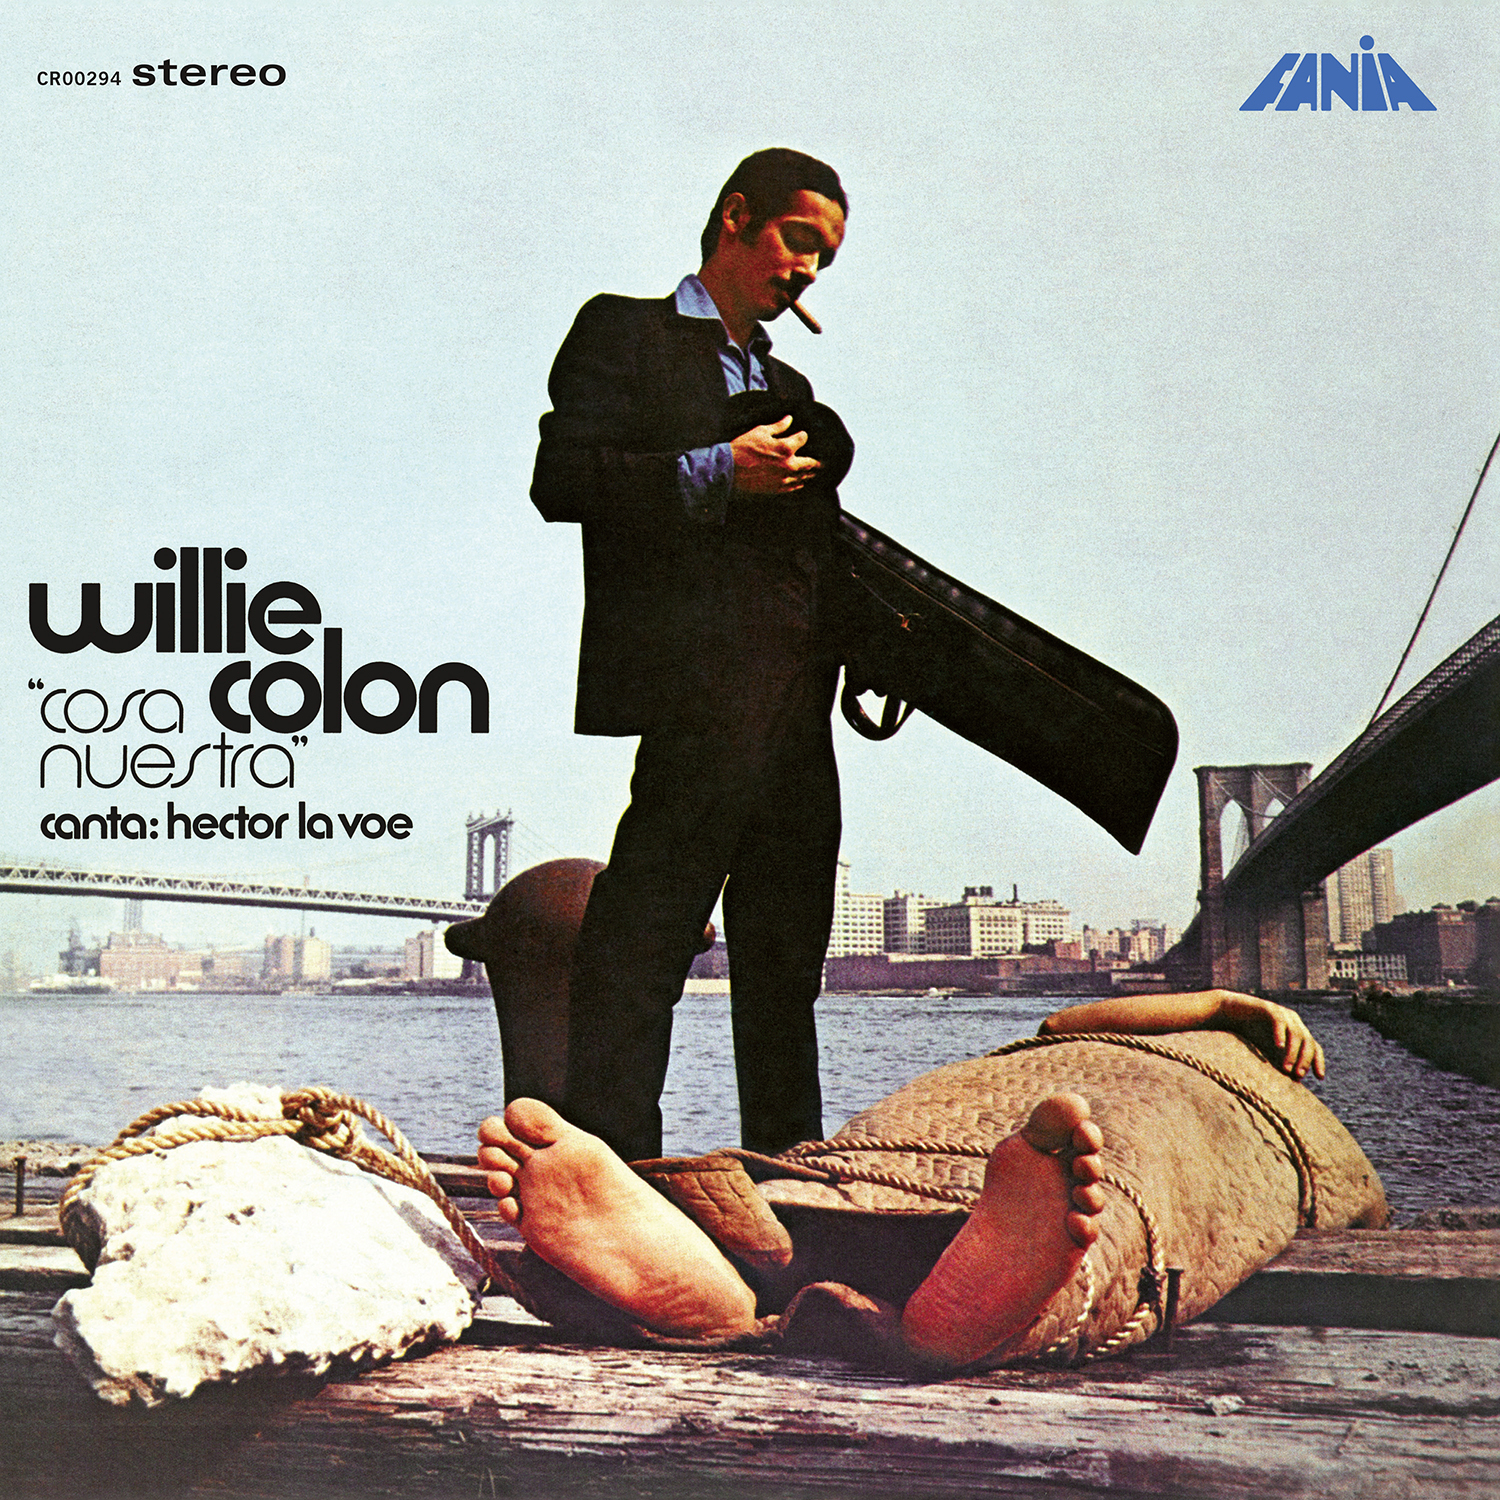 CR00294 stereo
FANIA
willie
colon
“cosa
nuestra”
canta: hector la voe